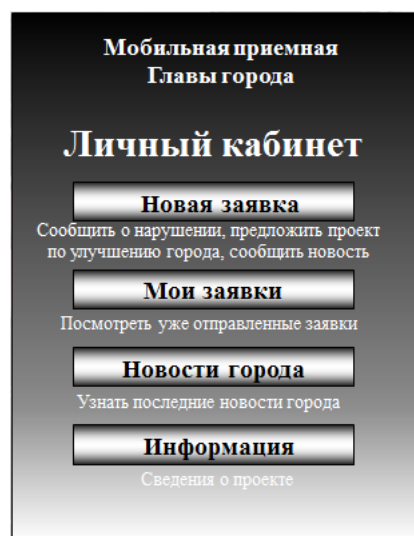 Мобильная приемная
Главы города
Личный кабинет
Новая заявка
Сообщить о нарушении, предложить проект
по улучшению города, сообщить новость
Мои заявки
Посмотреть уже отправленные заявки
Новости города
Узнать последние новости города
Информация
Сведения о проекте